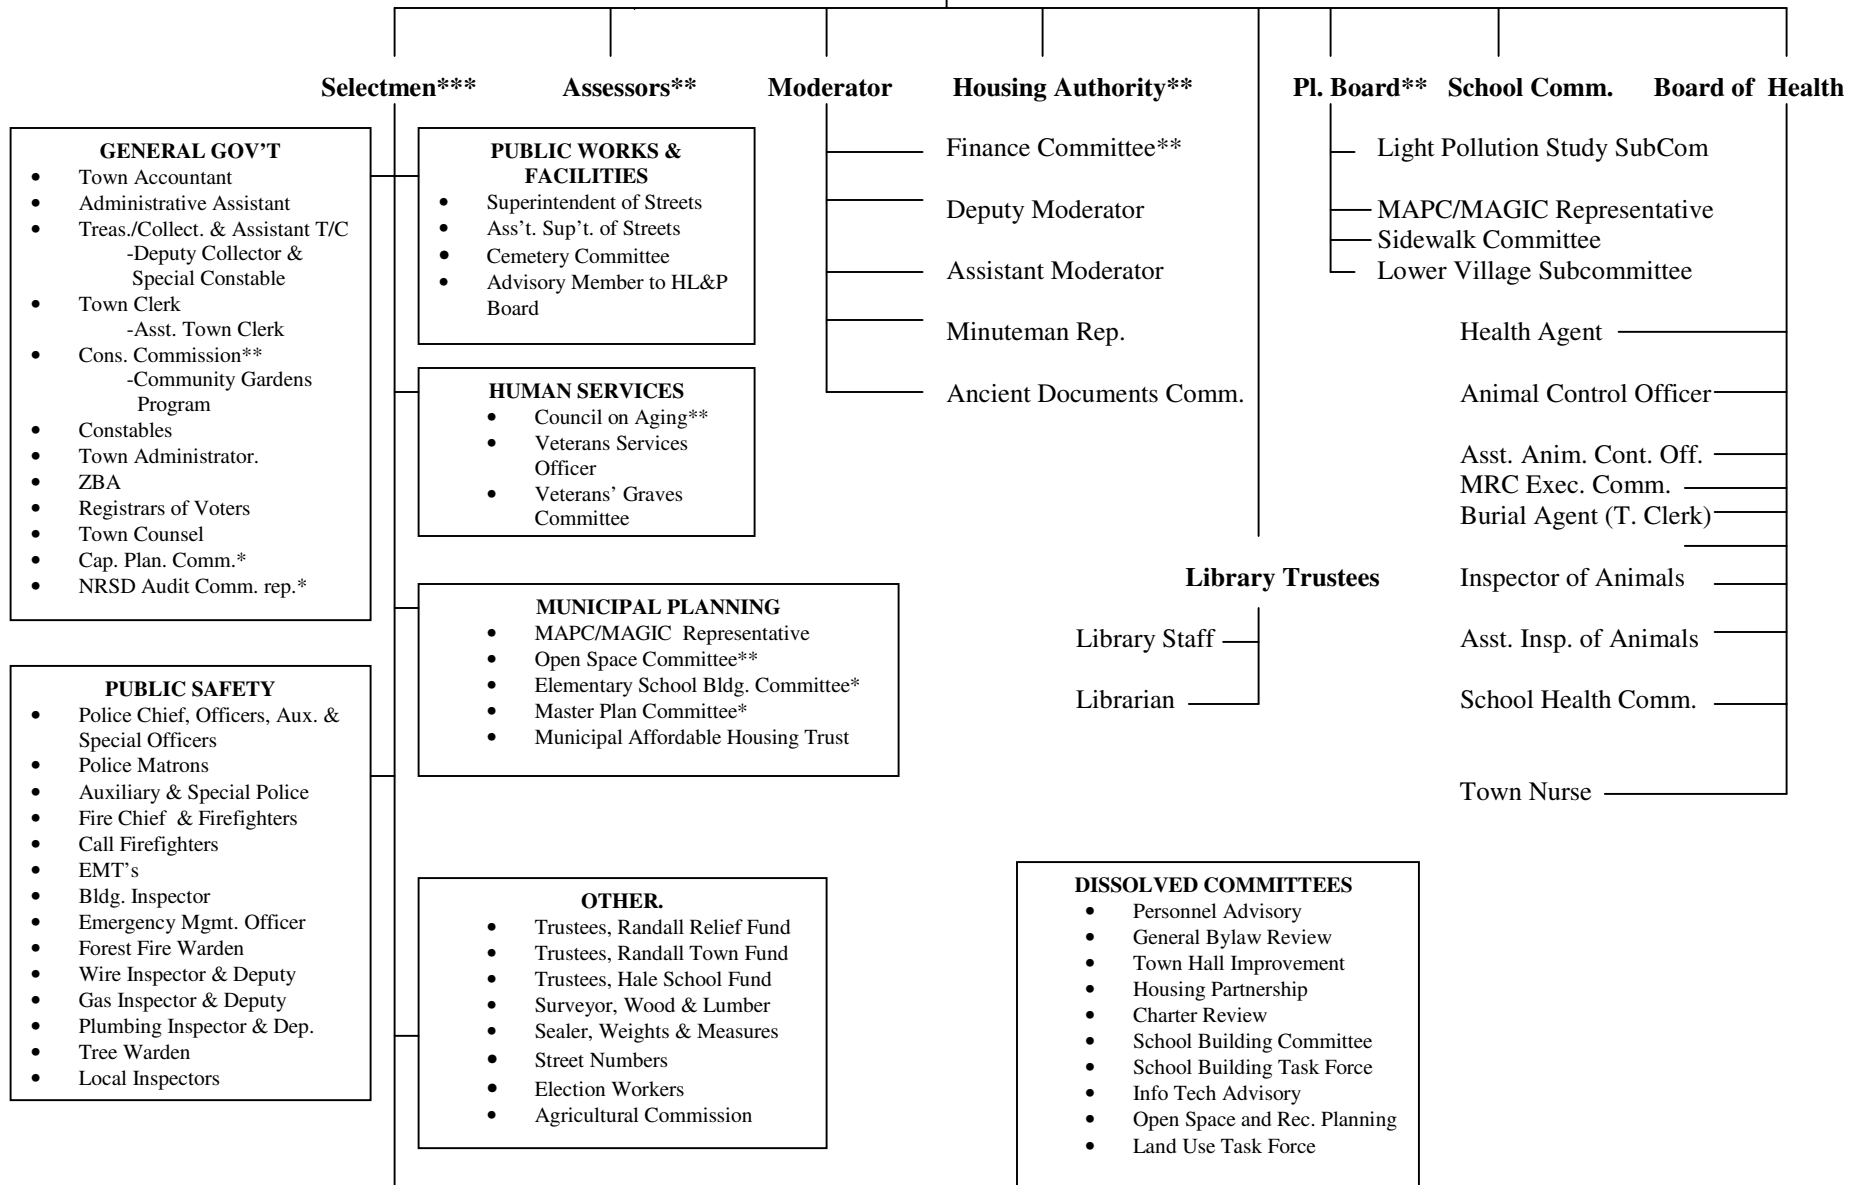 Selectmen*** Assessors** Moderator Housing Authority** Pl. Board** School Comm. Board of Health
GENERAL GOV'T
• Town Accountant
• Administrative Assistant
• Treas./Collect. & Assistant T/C
-Deputy Collector &
Special Constable
• Town Clerk
-Asst. Town Clerk
• Cons. Commission**
-Community Gardens
Program
• Constables
• Town Administrator.
• ZBA
• Registrars of Voters
• Town Counsel
• Cap. Plan. Comm.*
• NRSD Audit Comm. rep.*
PUBLIC SAFETY
• Police Chief, Officers, Aux. &
Special Officers
• Police Matrons
• Auxiliary & Special Police
• Fire Chief & Firefighters
• Call Firefighters
• EMT's
• Bldg. Inspector
• Emergency Mgmt. Officer
• Forest Fire Warden
• Wire Inspector & Deputy
• Gas Inspector & Deputy
• Plumbing Inspector & Dep.
• Tree Warden
• Local Inspectors
PUBLIC WORKS &
FACILITIES
• Superintendent of Streets
• Ass't. Sup't. of Streets
• Cemetery Committee
• Advisory Member to HL&P
Board
HUMAN SERVICES
• Council on Aging**
• Veterans Services
Officer
• Veterans' Graves
Committee
MUNICIPAL PLANNING
• MAPC/MAGIC Representative
• Open Space Committee**
• Elementary School Bldg. Committee*
• Master Plan Committee*
• Municipal Affordable Housing Trust
OTHER.
• Trustees, Randall Relief Fund
• Trustees, Randall Town Fund
• Trustees, Hale School Fund
• Surveyor, Wood & Lumber
• Sealer, Weights & Measures
• Street Numbers
• Election Workers
• Agricultural Commission
Finance Committee**
Deputy Moderator
Assistant Moderator
Minuteman Rep.
Ancient Documents Comm.
Library Trustees
Library Staff
Librarian
Light Pollution Study SubCom
MAPC/MAGIC Representative
Sidewalk Committee
Lower Village Subcommittee
Health Agent
Animal Control Officer
Asst. Anim. Cont. Off.
MRC Exec. Comm.
Burial Agent (T. Clerk)
Inspector of Animals
Asst. Insp. of Animals
School Health Comm.
Town Nurse
DISSOLVED COMMITTEES
• Personnel Advisory
• General Bylaw Review
• Town Hall Improvement
• Housing Partnership
• Charter Review
• School Building Committee
• School Building Task Force
• Info Tech Advisory
• Open Space and Rec. Planning
• Land Use Task Force